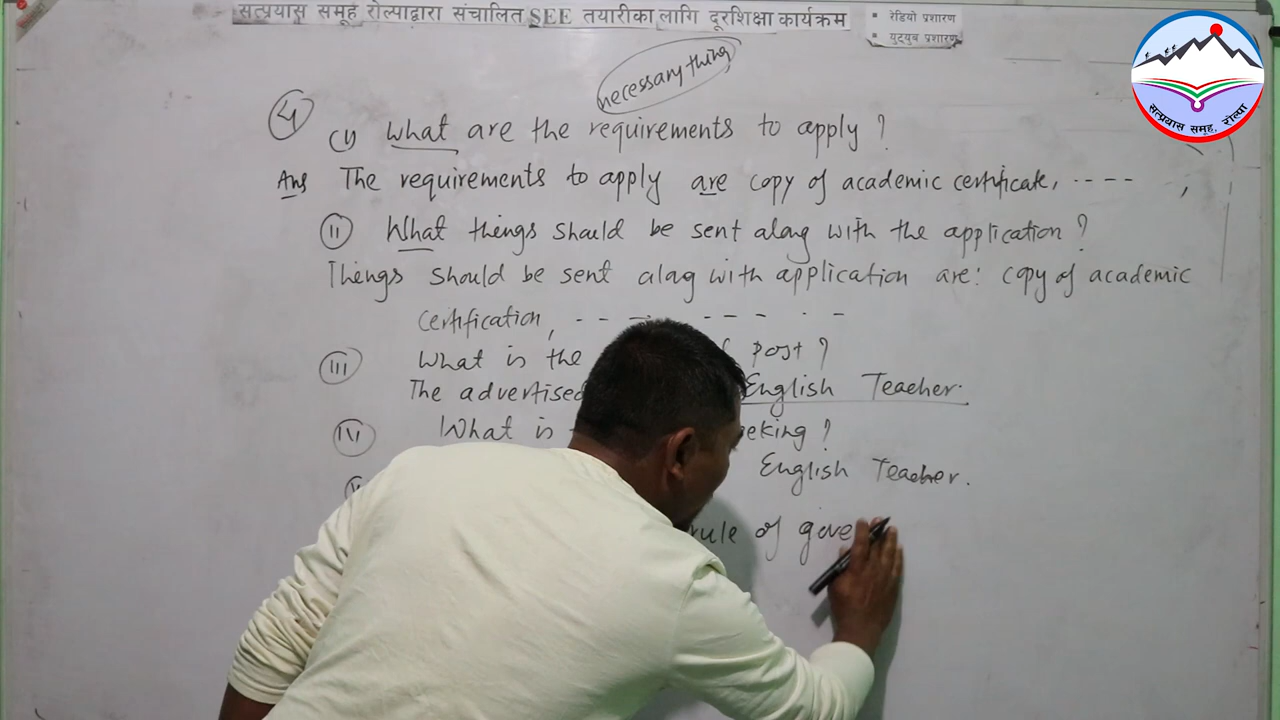 सत्प्रयास समूह रोल्पाद्वारा संचालित SEE तयारीका लागि दूरशिक्षा कार्यक्रम
▪ रेडियो प्रशारण
▪ युट्युब प्रशारण
सत्प्रयास समूह, रोल्पा
necessary thing
(i) What are the requirements to apply ?
Ans The requirements to apply are copy of academic certificate, ---- ,
(ii) What things should be sent along with the application ?
Things should be sent alag with application are: copy of academic
certification, - - - - - - - -
(iii) What is the post ?
The advertised English Teacher.
(iv) What is eking ?
English Teacher.
rule of gove